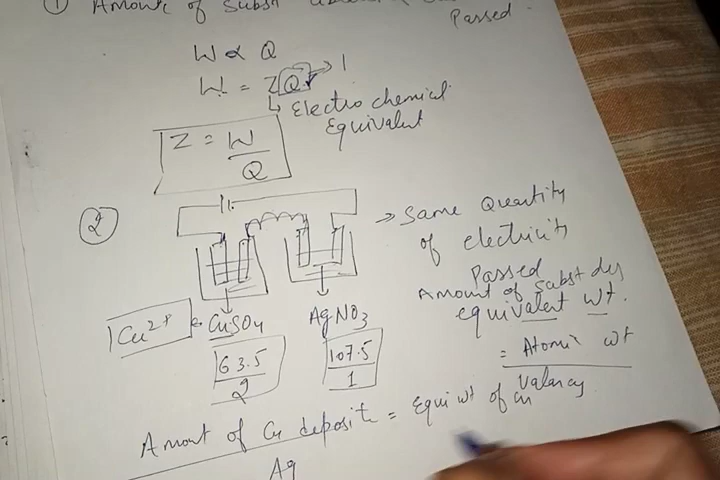 ① Amount of Subst
Passed.
W ∝ Q
W = ZQ → 1
↳ Electro chemical
Equivalent
Z = W/Q
②
→ Same Quantity
of electricity
Passed
Amount of Subst dep
equivalent wt.
= Atomic wt
Valency
Cu²⁺ ← CuSO4
AgNO3
63.5/2
107.5/1
Amount of Cu deposite = Equi wt of Cu
Ag